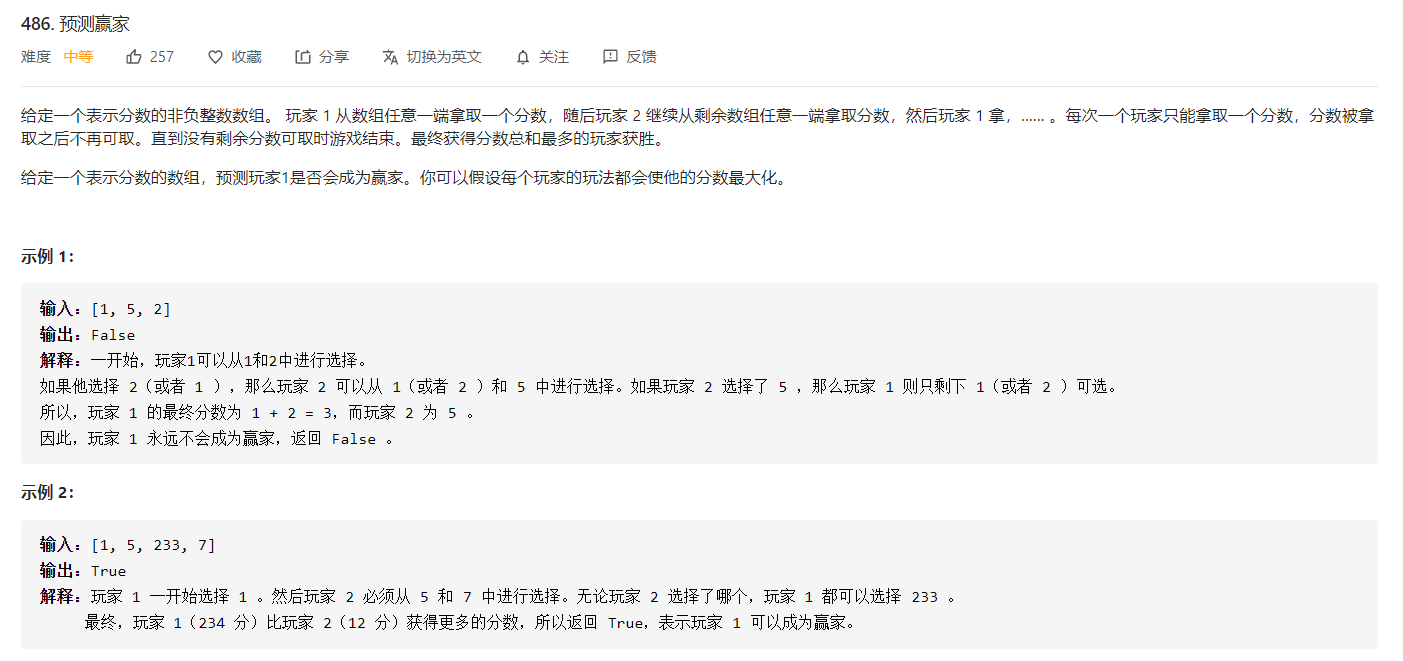 486. 预测赢家
难度 中等 257 收藏 分享 切换为英文 关注 反馈
给定一个表示分数的非负整数数组。 玩家 1 从数组任意一端拿取一个分数，随后玩家 2 继续从剩余数组任意一端拿取分数，然后玩家 1 拿，...... 。每次一个玩家只能拿取一个分数，分数被拿
取之后不再可取。直到没有剩余分数可取时游戏结束。最终获得分数总和最多的玩家获胜。
给定一个表示分数的数组，预测玩家1是否会成为赢家。你可以假设每个玩家的玩法都会使他的分数最大化。
示例 1：
输入：[1, 5, 2]
输出：False
解释：一开始，玩家1可以从1和2中进行选择。
如果他选择 2（或者 1 ），那么玩家 2 可以从 1（或者 2 ）和 5 中进行选择。如果玩家 2 选择了 5 ，那么玩家 1 则只剩下 1（或者 2 ）可选。
所以，玩家 1 的最终分数为 1 + 2 = 3，而玩家 2 为 5 。
因此，玩家 1 永远不会成为赢家，返回 False 。
示例 2：
输入：[1, 5, 233, 7]
输出：True
解释：玩家 1 一开始选择 1 。然后玩家 2 必须从 5 和 7 中进行选择。无论玩家 2 选择了哪个，玩家 1 都可以选择 233 。
最终，玩家 1（234 分）比玩家 2（12 分）获得更多的分数，所以返回 True，表示玩家 1 可以成为赢家。